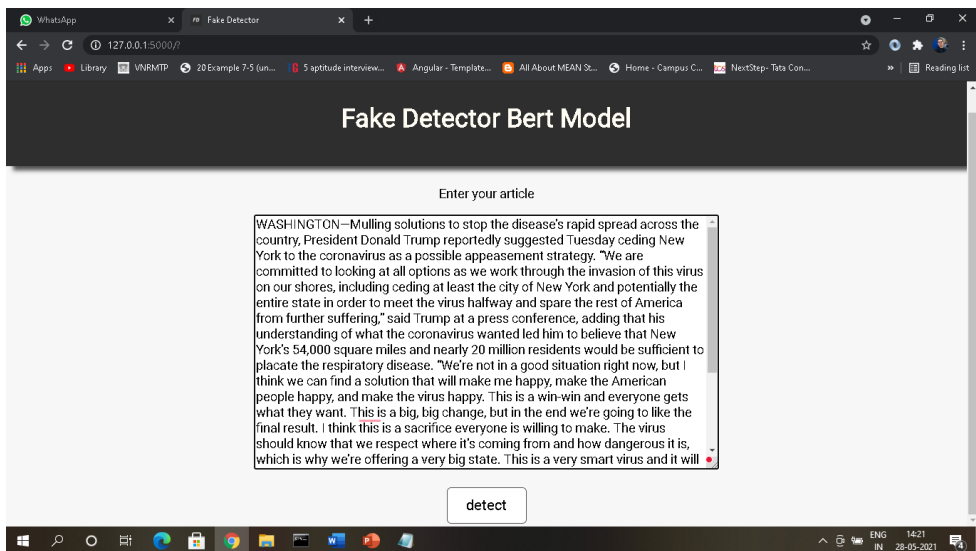 WhatsApp
FD Fake Detector
127.0.0.1:5000/?
Apps Library VNRMTP 20 Example 7-5 (un... 5 aptitude interview... Angular - Template... All About MEAN St... Home - Campus C... NextStep- Tata Con... » Reading list
Fake Detector Bert Model
Enter your article
WASHINGTON—Mulling solutions to stop the disease's rapid spread across the
country, President Donald Trump reportedly suggested Tuesday ceding New
York to the coronavirus as a possible appeasement strategy. “We are
committed to looking at all options as we work through the invasion of this virus
on our shores, including ceding at least the city of New York and potentially the
entire state in order to meet the virus halfway and spare the rest of America
from further suffering,” said Trump at a press conference, adding that his
understanding of what the coronavirus wanted led him to believe that New
York's 54,000 square miles and nearly 20 million residents would be sufficient to
placate the respiratory disease. “We're not in a good situation right now, but I
think we can find a solution that will make me happy, make the American
people happy, and make the virus happy. This is a win-win and everyone gets
what they want. This is a big, big change, but in the end we're going to like the
final result. I think this is a sacrifice everyone is willing to make. The virus
should know that we respect where it's coming from and how dangerous it is,
which is why we're offering a very big state. This is a very smart virus and it will
detect
ENG 14:21
IN 28-05-2021